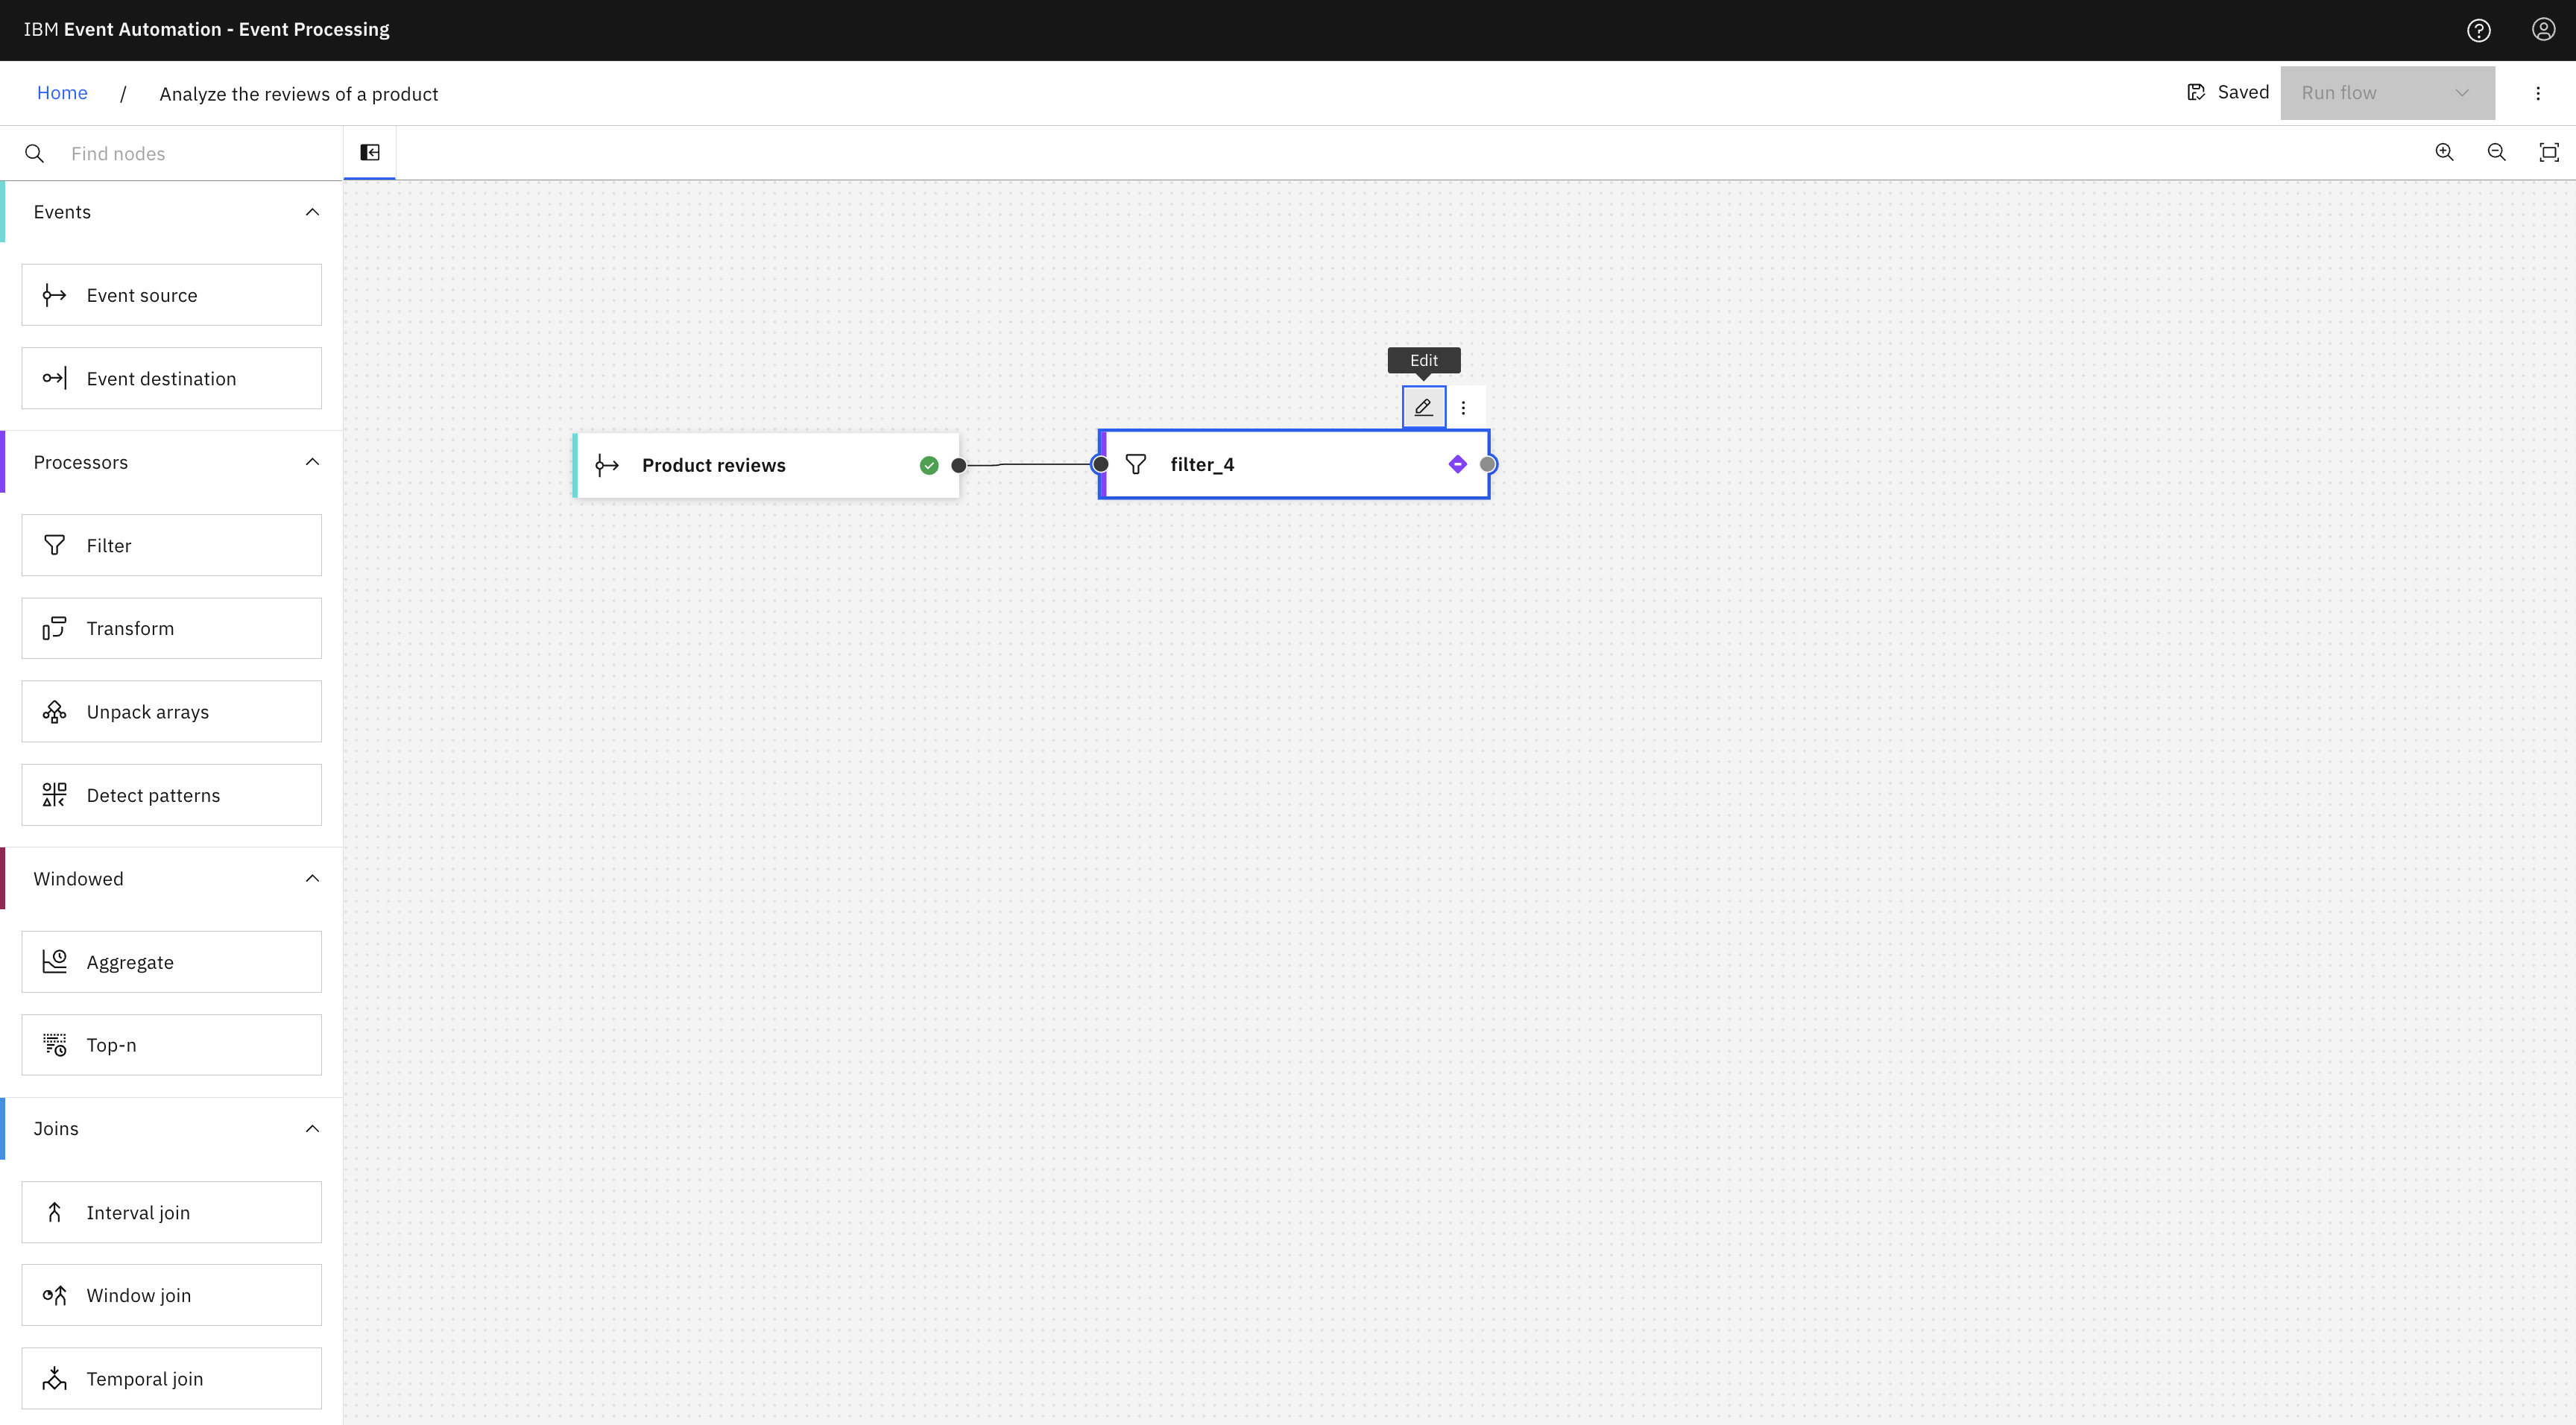 IBM Event Automation - Event Processing
Home / Analyze the reviews of a product
Saved
Run flow
Find nodes
Events
Event source
Event destination
Processors
Filter
Transform
Unpack arrays
Detect patterns
Windowed
Aggregate
Top-n
Joins
Interval join
Window join
Temporal join
Edit
Product reviews
filter_4